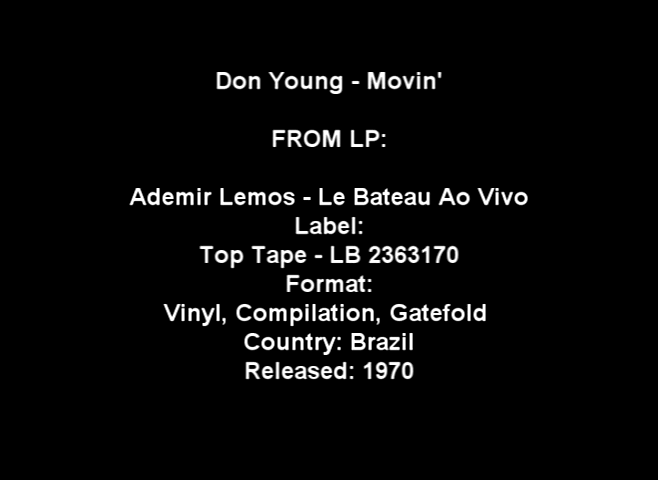 Don Young - Movin'
FROM LP:
Ademir Lemos - Le Bateau Ao Vivo
Label:
Top Tape - LB 2363170
Format:
Vinyl, Compilation, Gatefold
Country: Brazil
Released: 1970